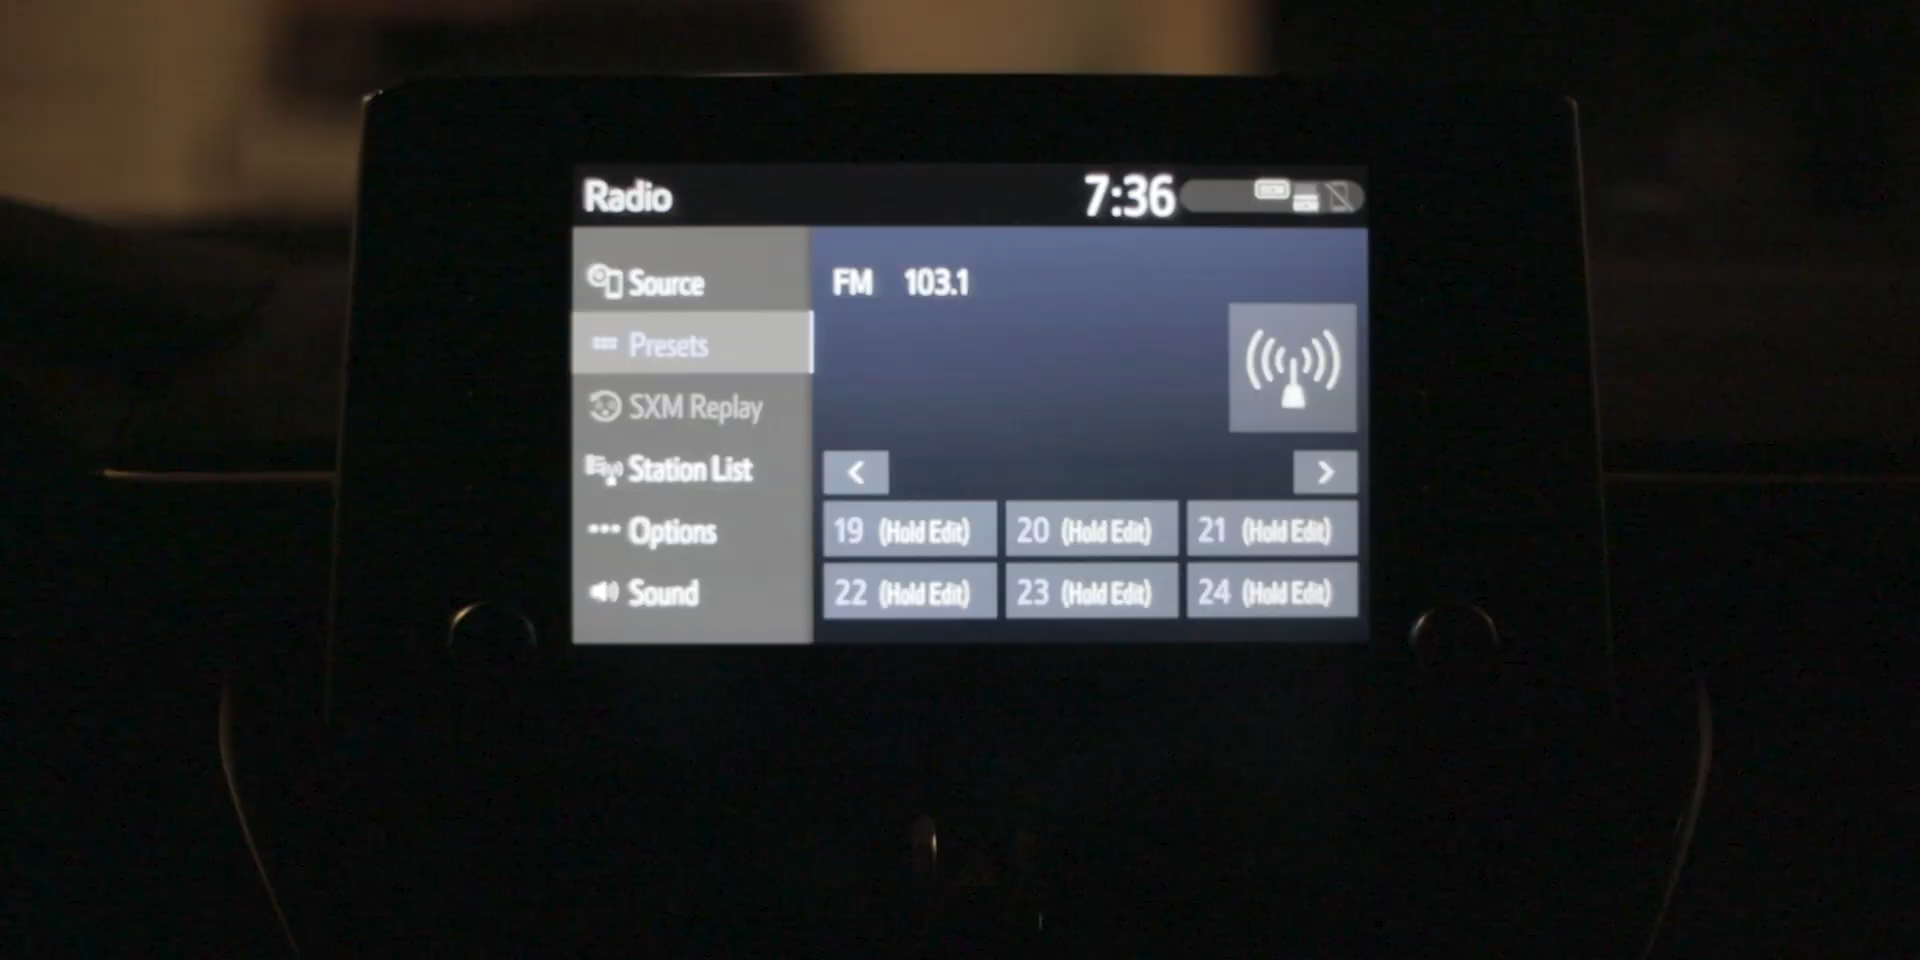 Radio
7:36
Source
FM 103.1
Presets
SXM Replay
Station List
< >
Options
19 (Hold Edit) 20 (Hold Edit) 21 (Hold Edit)
Sound
22 (Hold Edit) 23 (Hold Edit) 24 (Hold Edit)